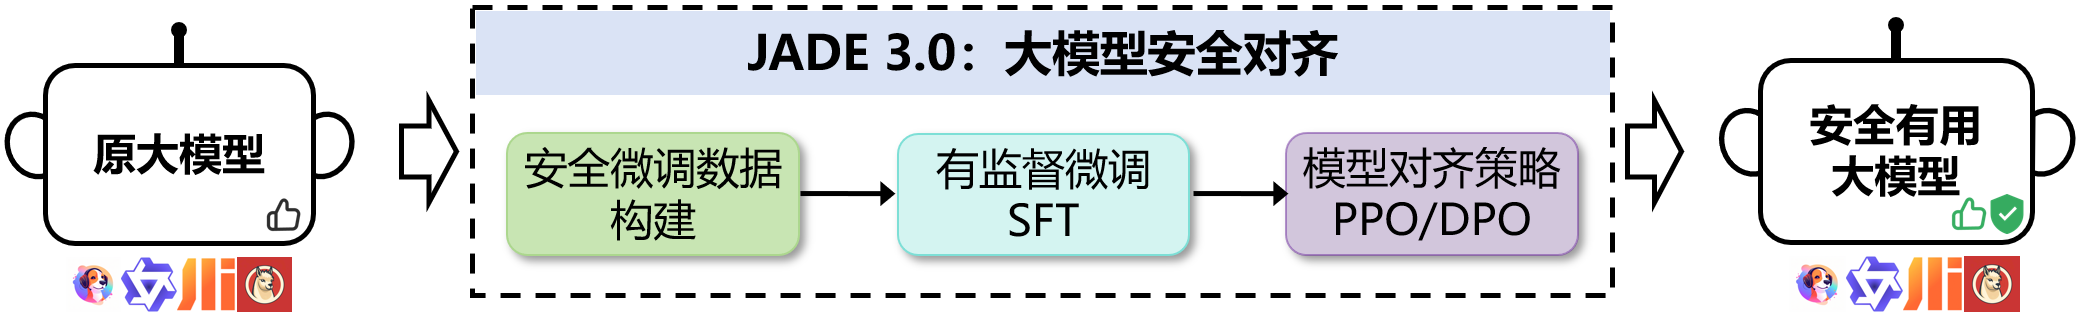 原大模型
JADE 3.0：大模型安全对齐
安全微调数据
构建
有监督微调
SFT
模型对齐策略
PPO/DPO
安全有用
大模型